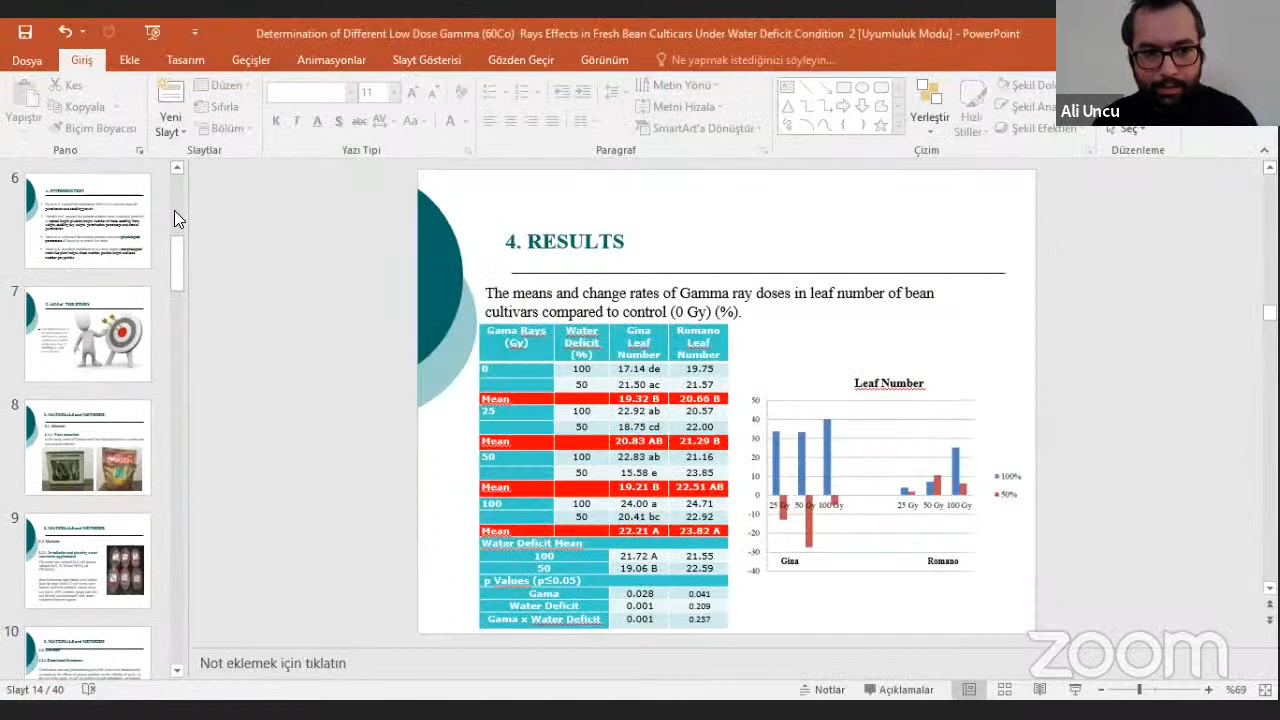 Determination of Different Low Dose Gamma (60Co) Rays Effects in Fresh Bean Culticars Under Water Deficit Condition 2 [Uyumluluk Modu] - PowerPoint
Dosya Giriş Ekle Tasarım Geçişler Animasyonlar Slayt Gösterisi Gözden Geçir Görünüm Ne yapmak istediğinizi söyleyin...
Ali Uncu
Yapıştır
Kes
Kopyala
Biçim Boyacısı
Yeni
Slayt
Düzen
Sıfırla
Bölüm
11
K T A S
Metin Yönü
Metni Hizala
SmartArt'a Dönüştür
Yerleştir
Hızlı
Stiller
Şekil
Şekil
Şekil Efektleri
Seç
Pano Slaytlar Yazı Tipi Paragraf Çizim Düzenleme
6
7
8
9
10
4. RESULTS
The means and change rates of Gamma ray doses in leaf number of bean
cultivars compared to control (0 Gy) (%).
Gama Rays (Gy) Water Deficit (%) Gina Leaf Number Romano Leaf Number
0 100 17.14 de 19.75
50 21.50 ac 21.57
Mean 19.32 B 20.66 B
25 100 22.92 ab 20.57
50 18.75 cd 22.00
Mean 20.83 AB 21.29 B
50 100 22.83 ab 21.16
50 15.58 e 23.85
Mean 19.21 B 22.51 AB
100 100 24.00 a 24.71
50 20.41 bc 22.92
Mean 22.21 A 23.82 A
Water Deficit Mean
100 21.72 A 21.55
50 19.06 B 22.59
p Values (p≤0.05)
Gama 0.028 0.041
Water Deficit 0.001 0.209
Gama x Water Deficit 0.001 0.237
Leaf Number
50
40
30
20
10
0
-10
-20
-30
-40
25 Gy 50 Gy 100 Gy 25 Gy 50 Gy 100 Gy
Gina Romano
100%
50%
Not eklemek için tıklatın
zoom
Slayt 14 / 40 Notlar Açıklamalar %69